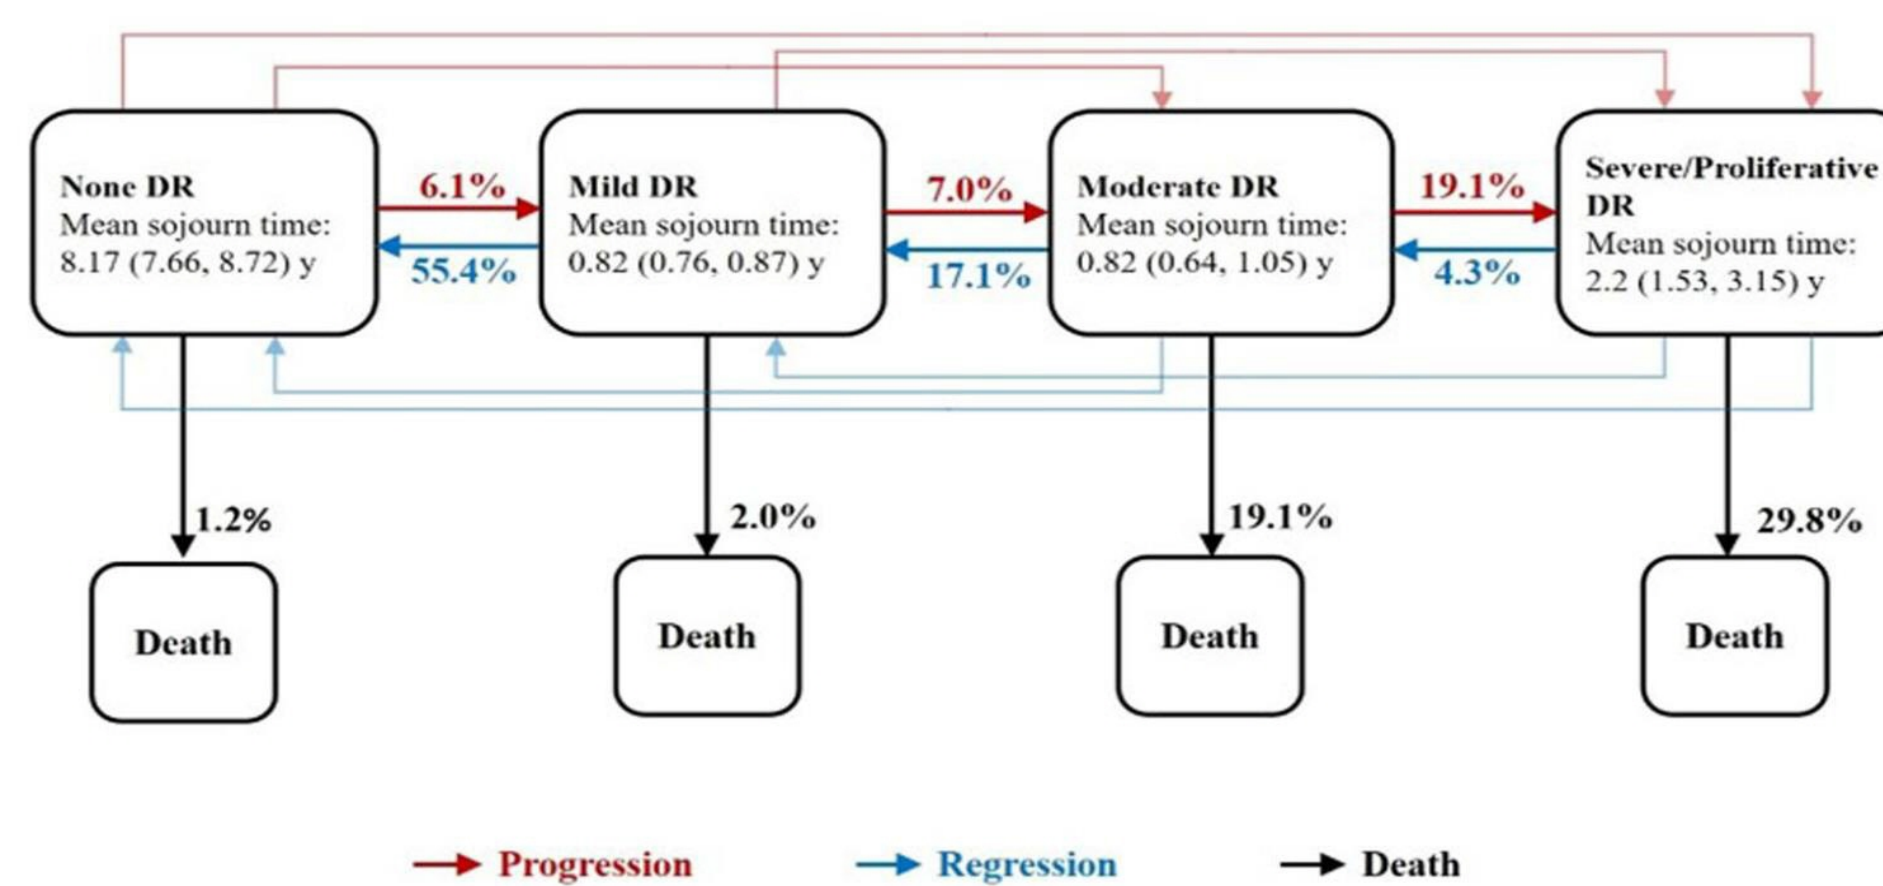 None DR
Mean sojourn time:
8.17 (7.66, 8.72) y
6.1%
55.4%
Mild DR
Mean sojourn time:
0.82 (0.76, 0.87) y
7.0%
17.1%
Moderate DR
Mean sojourn time:
0.82 (0.64, 1.05) y
19.1%
4.3%
Severe/Proliferative
DR
Mean sojourn time:
2.2 (1.53, 3.15) y
1.2%
2.0%
19.1%
29.8%
Death
Death
Death
Death
Progression
Regression
Death